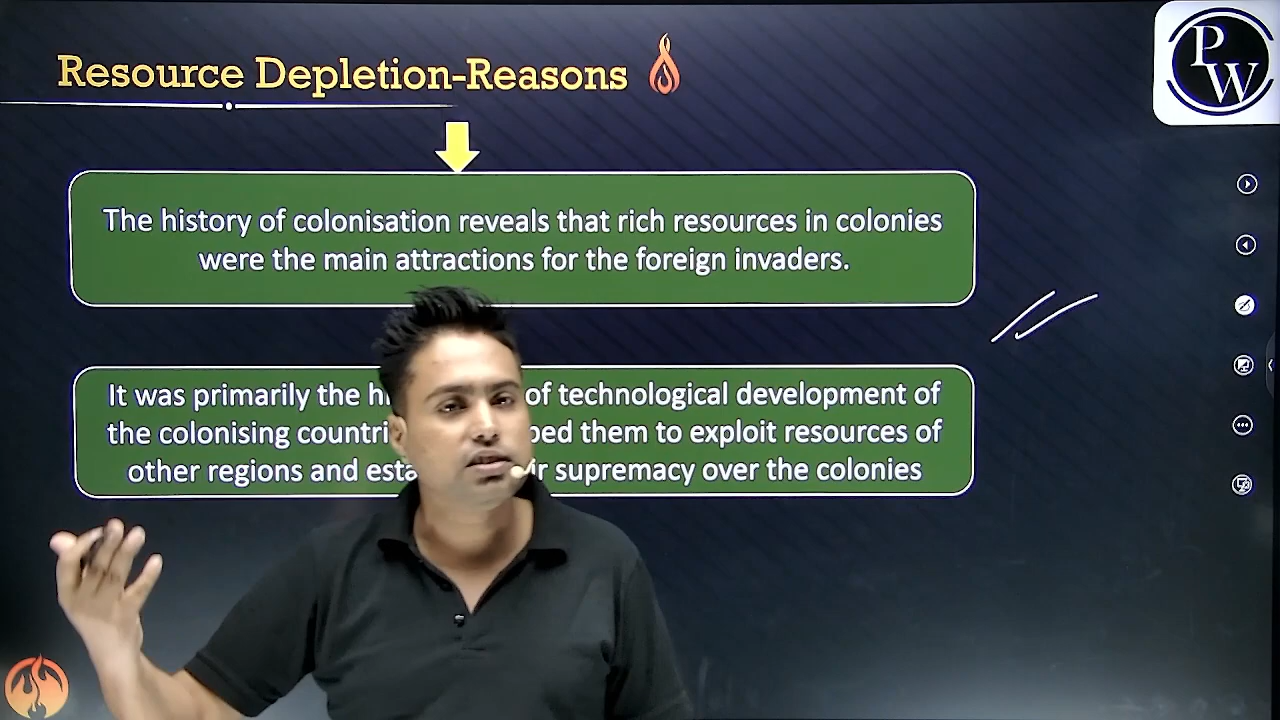 Resource Depletion-Reasons
PW
The history of colonisation reveals that rich resources in colonies
were the main attractions for the foreign invaders.
It was primarily the of technological development of
the colonising them to exploit resources of
other regions and supremacy over the colonies